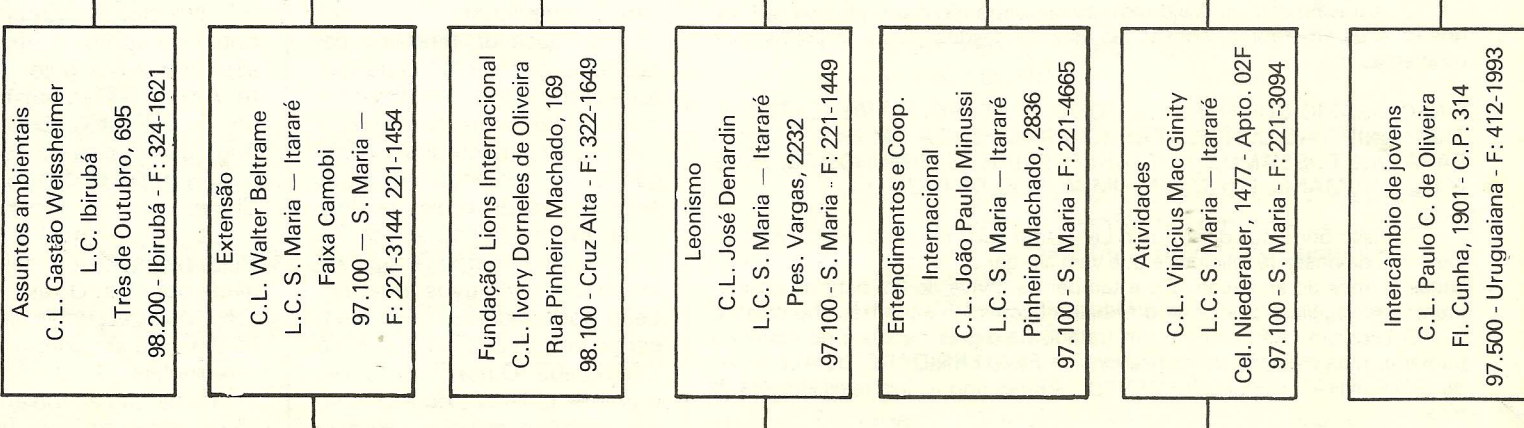 Assuntos ambientais
C.L. Gastão Weissheimer
L.C. Ibirubá
Três de Outubro, 695
98.200 - Ibirubá - F: 324-1621
Extensão
C.L. Walter Beltrame
L.C. S. Maria — Itararé
Faixa Camobi
97.100 — S. Maria —
F: 221-3144 221-1454
Fundação Lions Internacional
C.L. Ivory Dorneles de Oliveira
Rua Pinheiro Machado, 169
98.100 - Cruz Alta - F: 322-1649
Leonismo
C.L. José Denardin
L.C. S. Maria — Itararé
Pres. Vargas, 2232
97.100 S. Maria - F: 221-1449
Entendimentos e Coop.
Internacional
C.L. João Paulo Minussi
L.C. S. Maria — Itararé
Pinheiro Machado, 2836
97.100 S. Maria F: 221-4665
Atividades
C.L. Vinicius Mac Ginity
L.C. S. Maria — Itararé
Cel. Niederauer, 1477 - Apto. 02F
97.100 S. Maria - F: 221-3094
Intercâmbio de jovens
C.L. Paulo C. de Oliveira
Fl. Cunha, 1901 - C.P. 314
97.500 - Uruguaiana - F: 412-1993